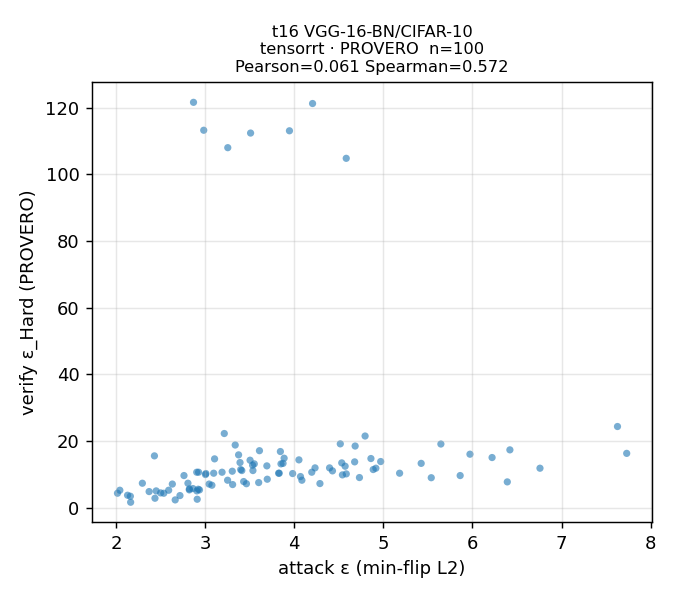 t16 VGG-16-BN/CIFAR-10
tensorrt · PROVERO  n=100
Pearson=0.061 Spearman=0.572
120
100
80
60
40
20
0
verify ε_Hard (PROVERO)
2 3 4 5 6 7 8
attack ε (min-flip L2)